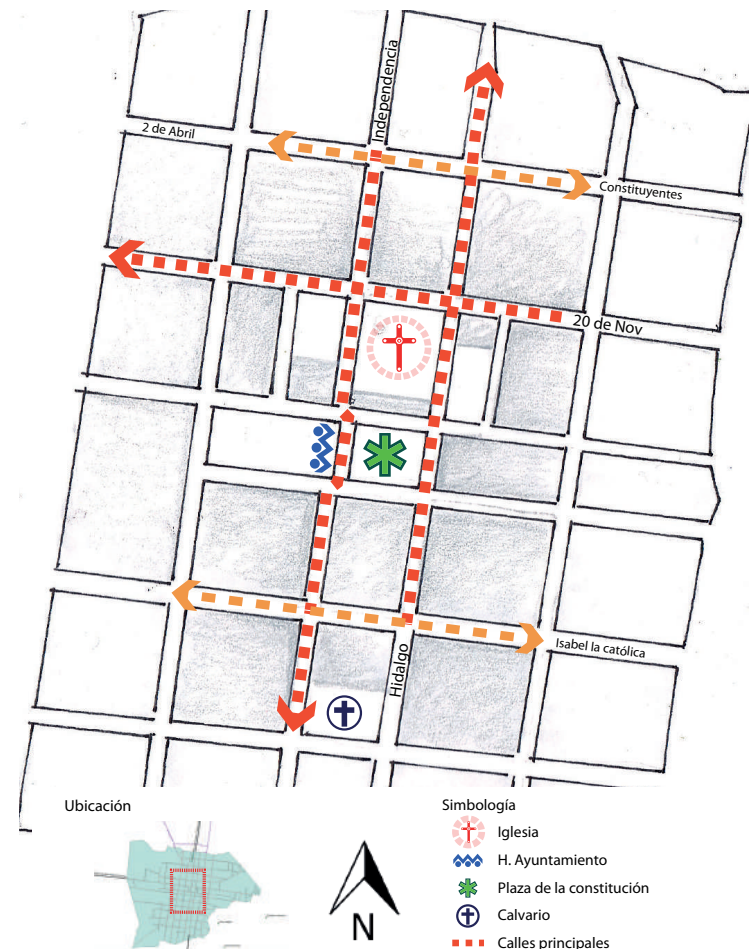 Independencia
2 de Abril
Constituyentes
20 de Nov
Isabel la católica
Hidalgo
Ubicación
N
Simbología
Iglesia
H. Ayuntamiento
Plaza de la constitución
Calvario
Calles principales